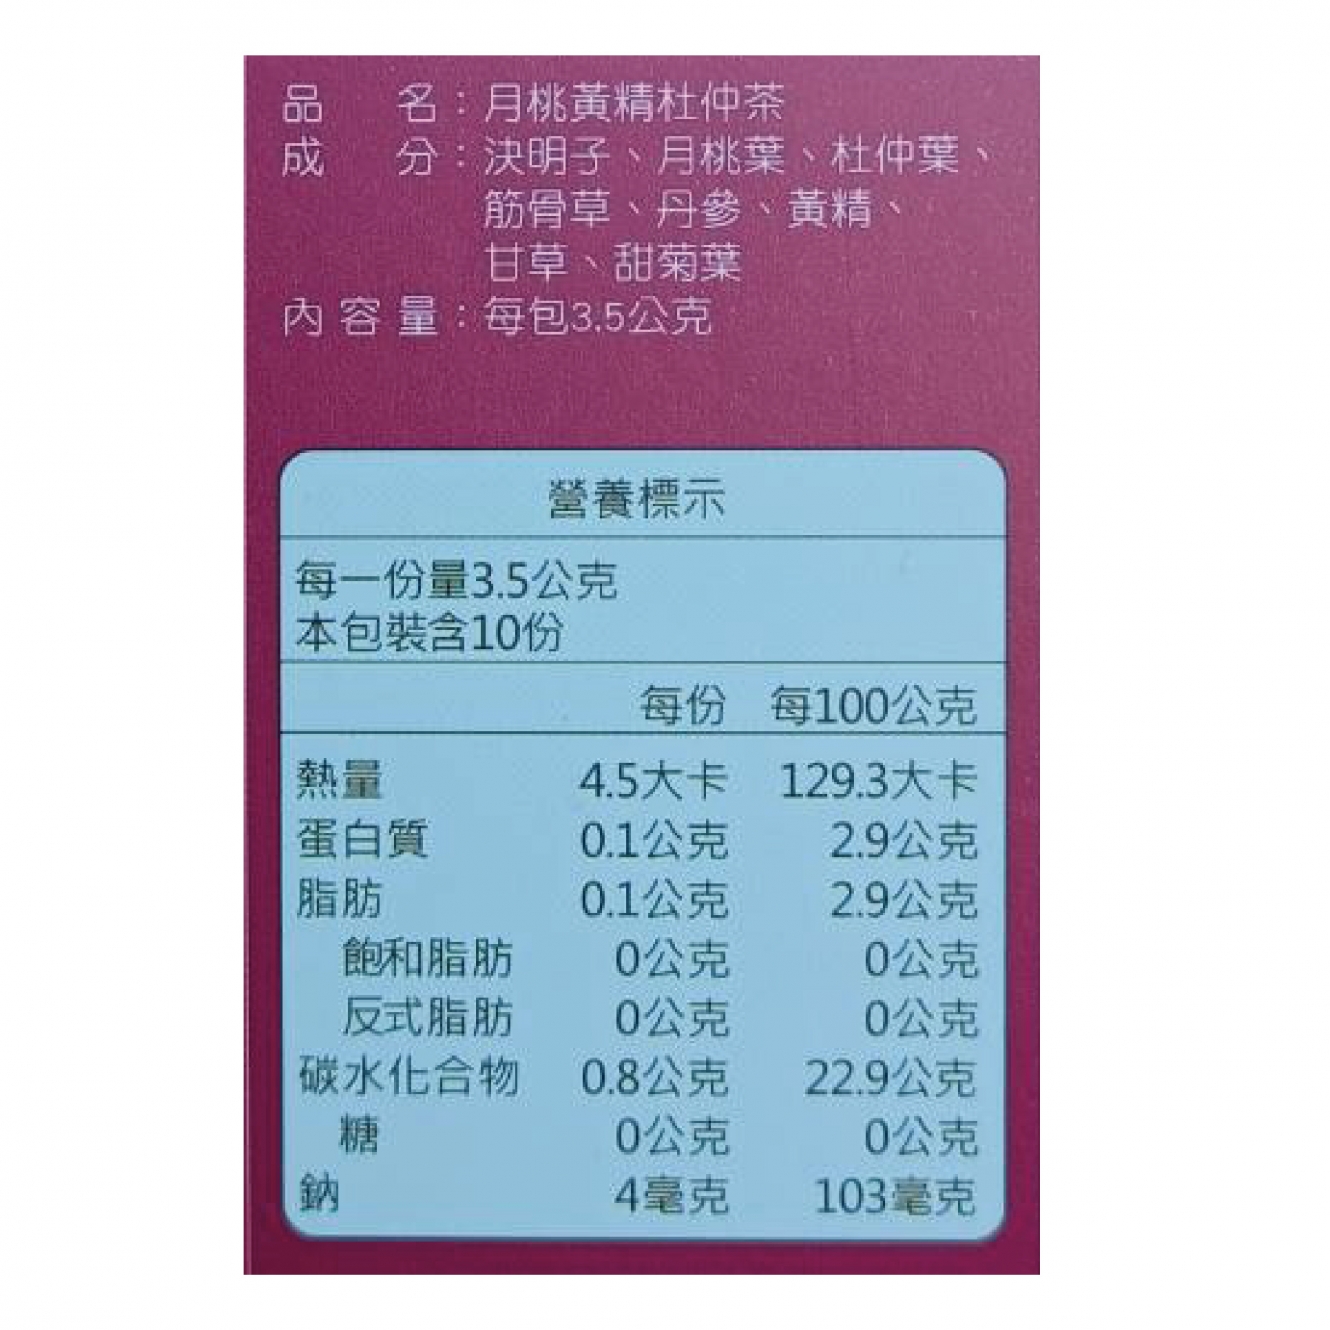 品名：月桃黃精杜仲茶
成分：決明子、月桃葉、杜仲葉、
筋骨草、丹參、黃精、
甘草、甜菊葉
內容量：每包3.5公克
營養標示
每一份量3.5公克
本包裝含10份
每份 每100公克
熱量 4.5大卡 129.3大卡
蛋白質 0.1公克 2.9公克
脂肪 0.1公克 2.9公克
飽和脂肪 0公克 0公克
反式脂肪 0公克 0公克
碳水化合物 0.8公克 22.9公克
糖 0公克 0公克
鈉 4毫克 103毫克